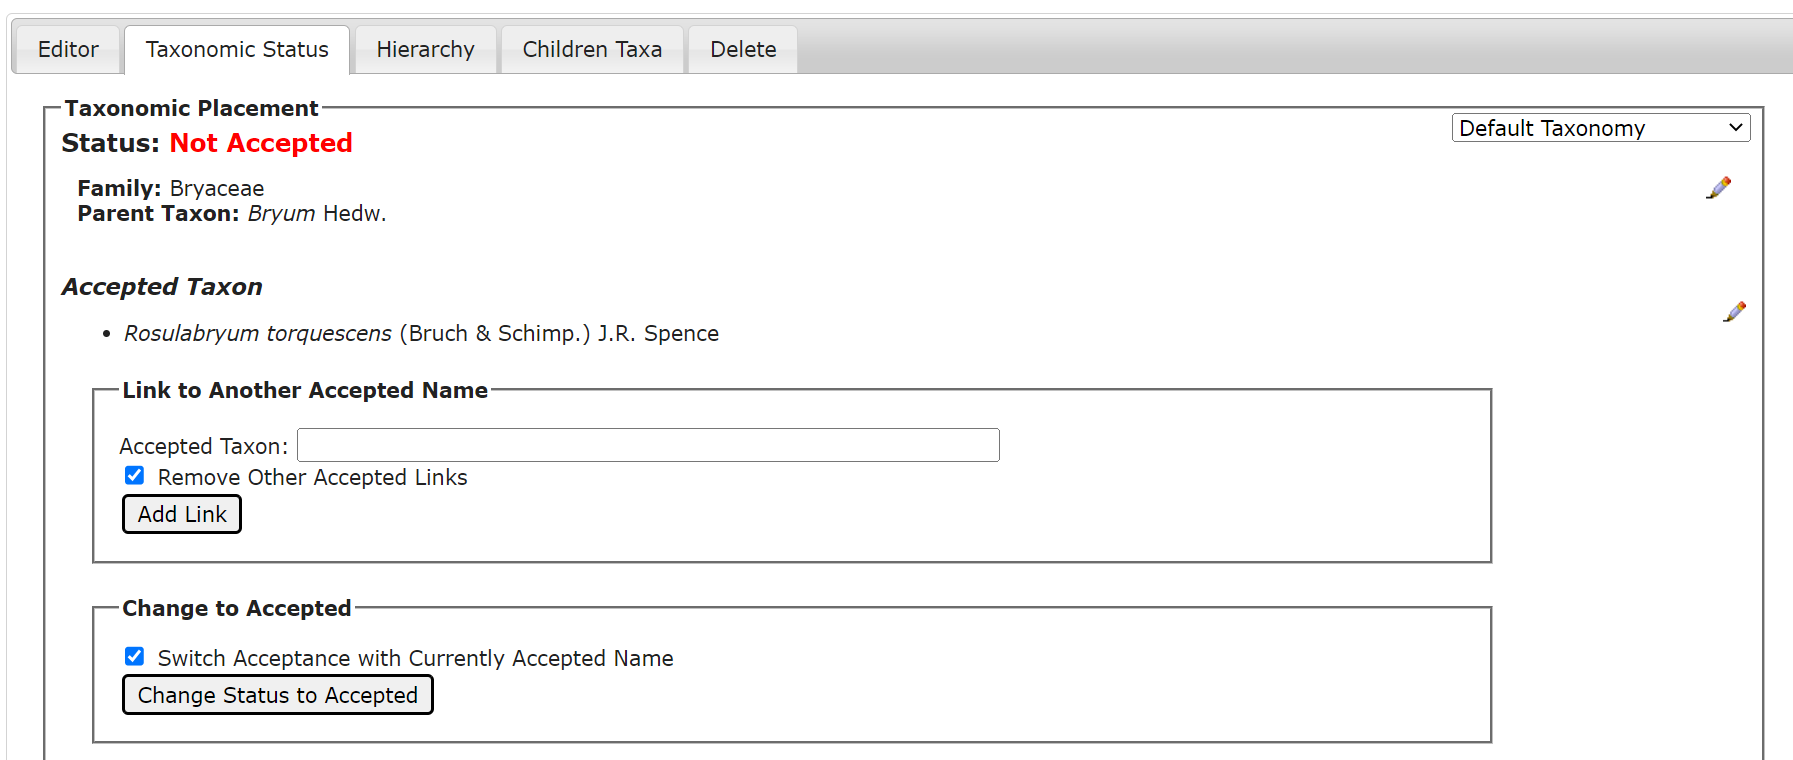 Editor Taxonomic Status Hierarchy Children Taxa Delete
Taxonomic Placement
Status: Not Accepted
Default Taxonomy
Family: Bryaceae
Parent Taxon: Bryum Hedw.
Accepted Taxon
Rosulabryum torquescens (Bruch & Schimp.) J.R. Spence
Link to Another Accepted Name
Accepted Taxon:
Remove Other Accepted Links
Add Link
Change to Accepted
Switch Acceptance with Currently Accepted Name
Change Status to Accepted